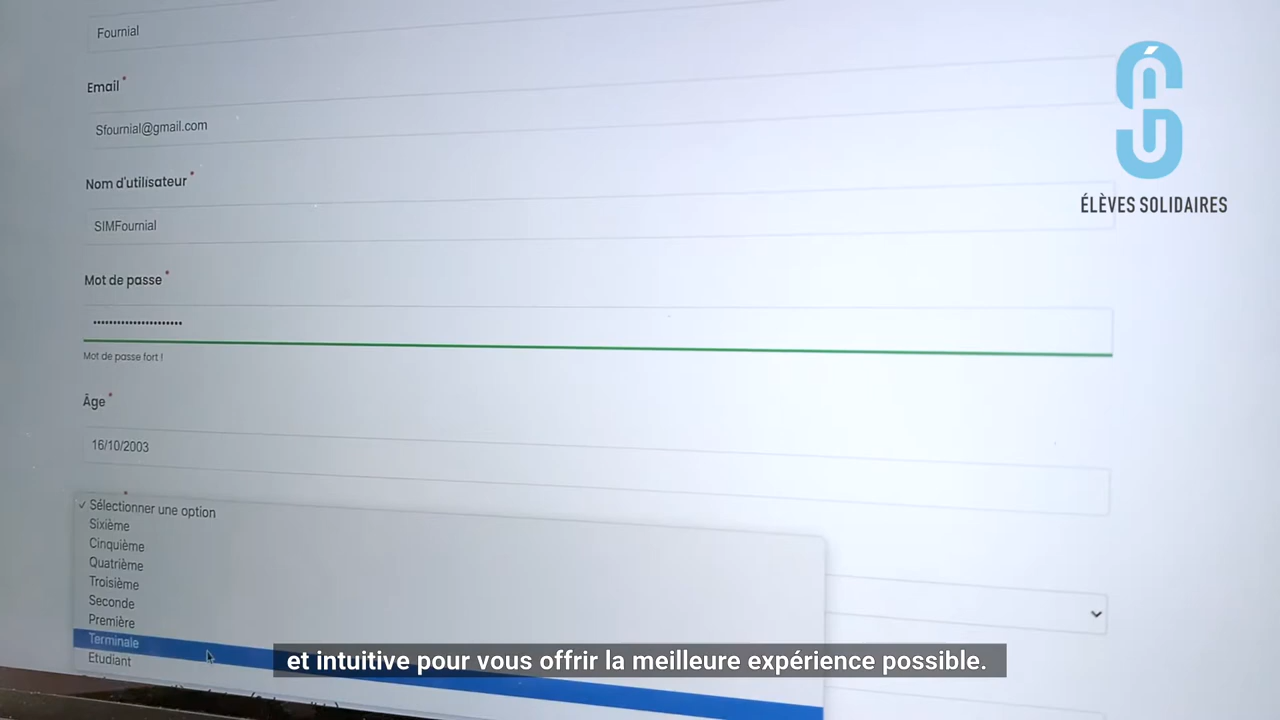 Fournial
Email *
Sfournial@gmail.com
Nom d'utilisateur *
SIMFournial
Mot de passe *
•••••••••••••••••••••••
Mot de passe fort !
Âge *
16/10/2003
*
✓ Sélectionner une option
Sixième
Cinquième
Quatrième
Troisième
Seconde
Première
Terminale
Etudiant
ÉLÈVES SOLIDAIRES
et intuitive pour vous offrir la meilleure expérience possible.